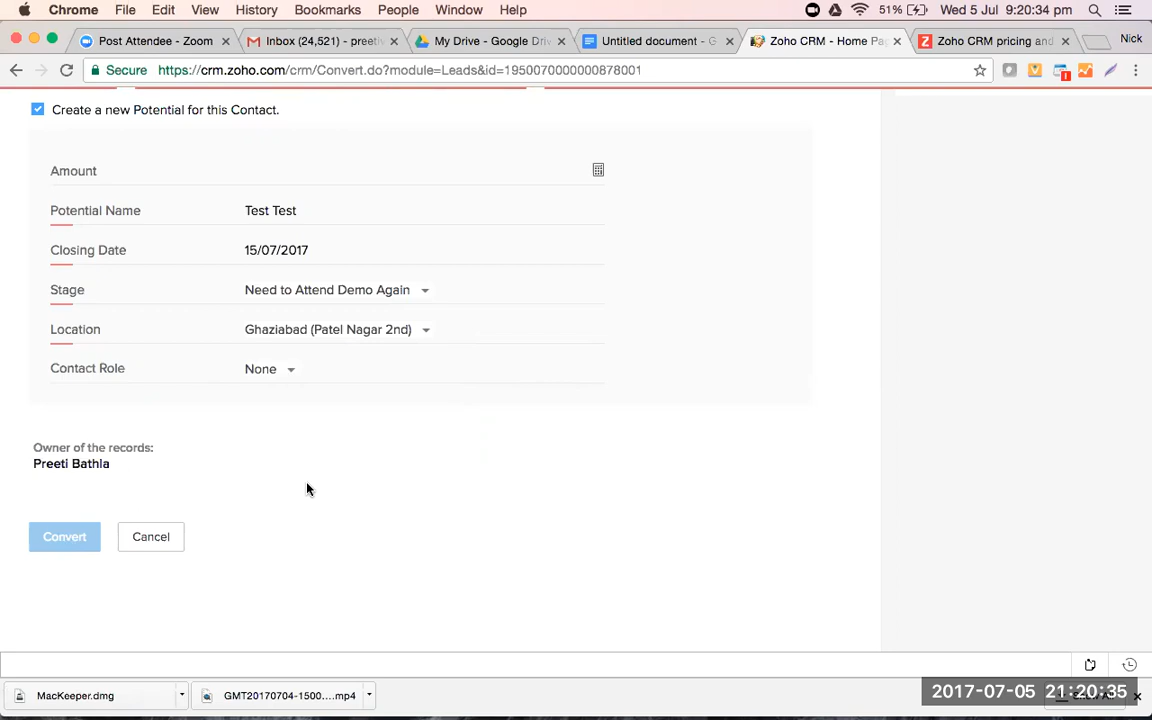 Chrome File Edit View History Bookmarks People Window Help 51% Wed 5 Jul 9:20:34 pm
Post Attendee - Zoom Inbox (24,521) - preeti My Drive - Google Driv Untitled document - G Zoho CRM - Home Pag Zoho CRM pricing and Nick
Secure https://crm.zoho.com/crm/Convert.do?module=Leads&id=1950070000000878001
Create a new Potential for this Contact.
Amount
Potential Name Test Test
Closing Date 15/07/2017
Stage Need to Attend Demo Again
Location Ghaziabad (Patel Nagar 2nd)
Contact Role None
Owner of the records:
Preeti Bathla
Convert Cancel
MacKeeper.dmg GMT20170704-1500....mp4 2017-07-05 21:20:35